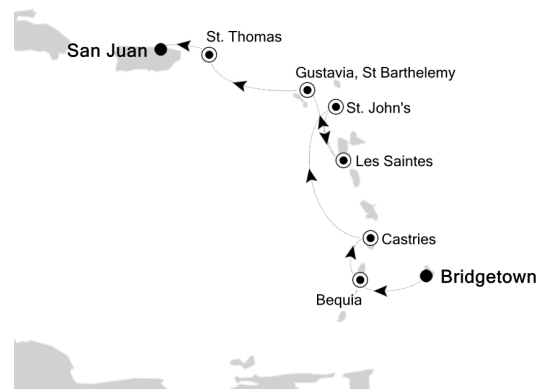 St. Thomas
San Juan
Gustavia, St Barthelemy
St. John's
Les Saintes
Castries
Bridgetown
Bequia